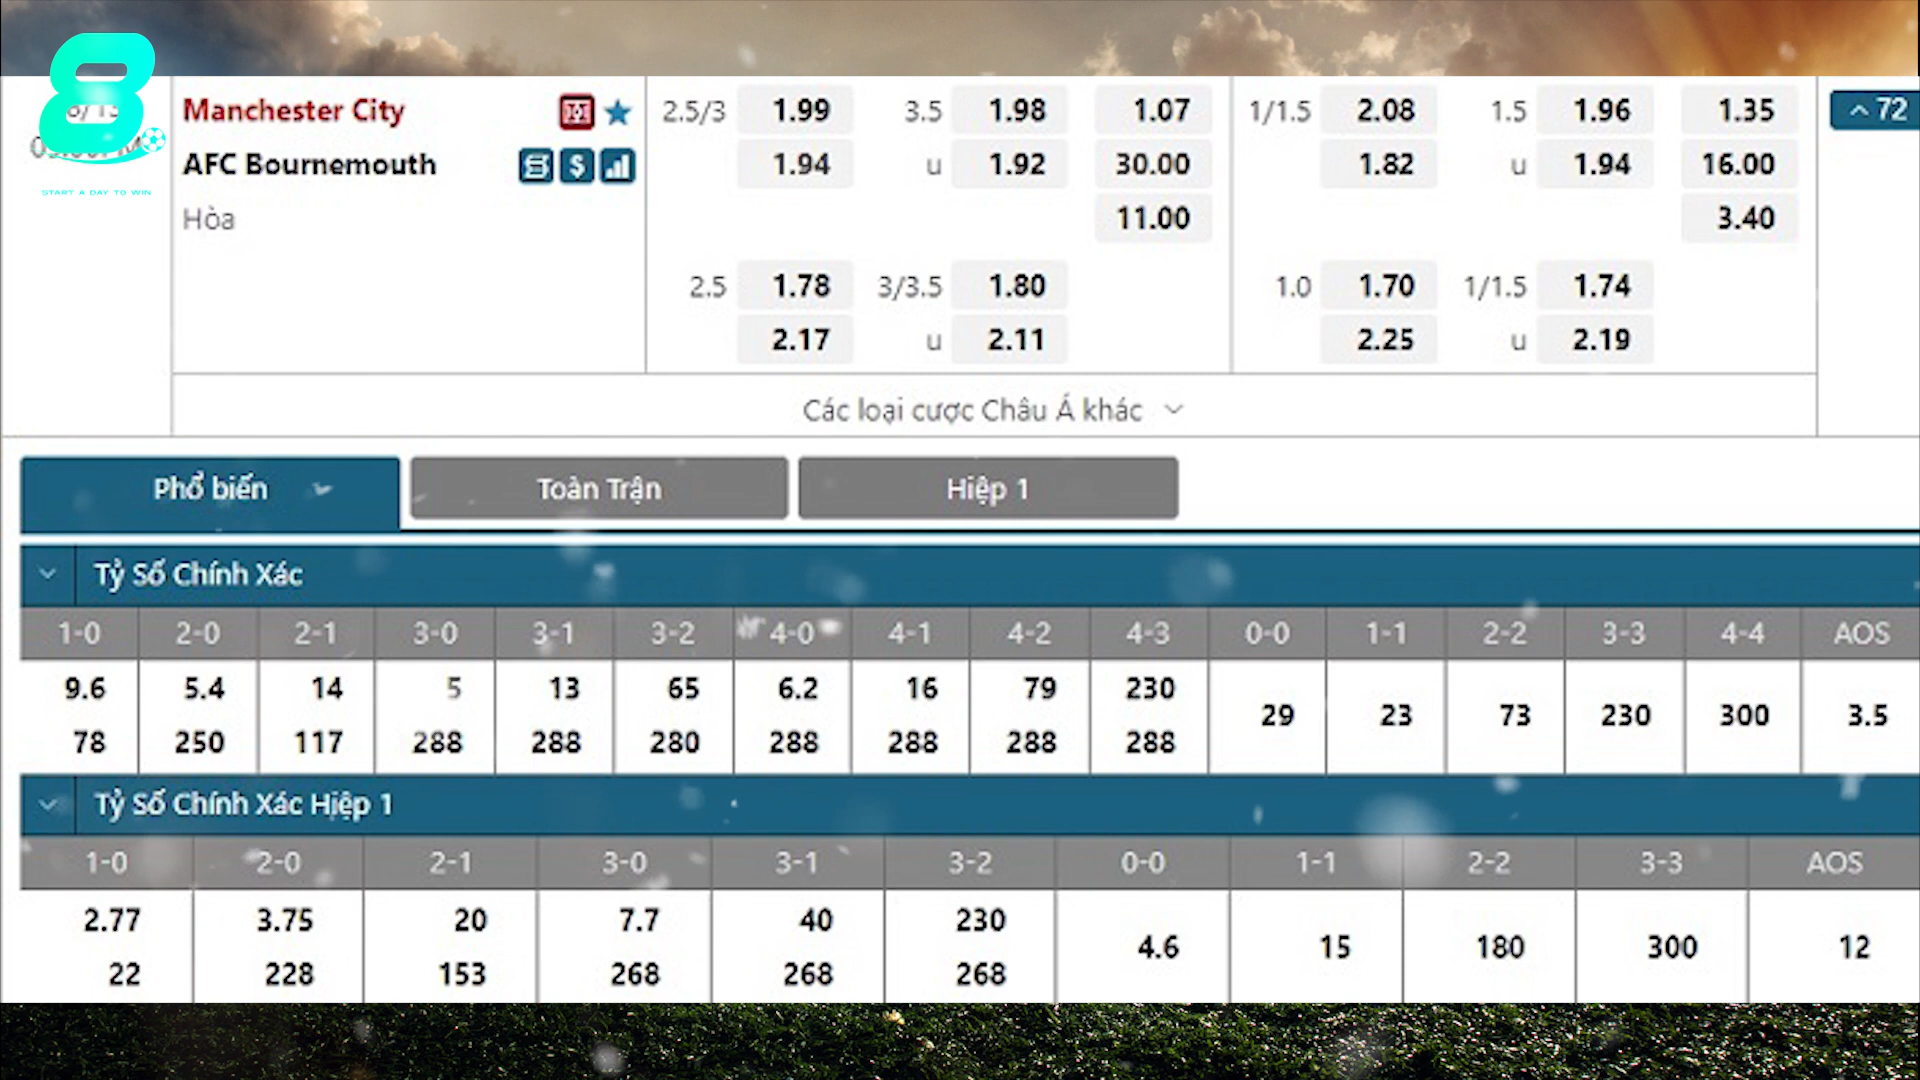 8
START A DAY TO WIN
Manchester City 2.5/3 1.99 3.5 1.98 1.07 1/1.5 2.08 1.5 1.96 1.35 72
AFC Bournemouth $ 1.94 u 1.92 30.00 1.82 u 1.94 16.00
Hòa 11.00 3.40
2.5 1.78 3/3.5 1.80 1.0 1.70 1/1.5 1.74
2.17 u 2.11 2.25 u 2.19
Các loại cược Châu Á khác
Phổ biến Toàn Trận Hiệp 1
Tỷ Số Chính Xác
1-0 2-0 2-1 3-0 3-1 3-2 4-0 4-1 4-2 4-3 0-0 1-1 2-2 3-3 4-4 AOS
9.6 5.4 14 5 13 65 6.2 16 79 230
29 23 73 230 300 3.5
78 250 117 288 288 280 288 288 288 288
Tỷ Số Chính Xác Hiệp 1
1-0 2-0 2-1 3-0 3-1 3-2 0-0 1-1 2-2 3-3 AOS
2.77 3.75 20 7.7 40 230
4.6 15 180 300 12
22 228 153 268 268 268